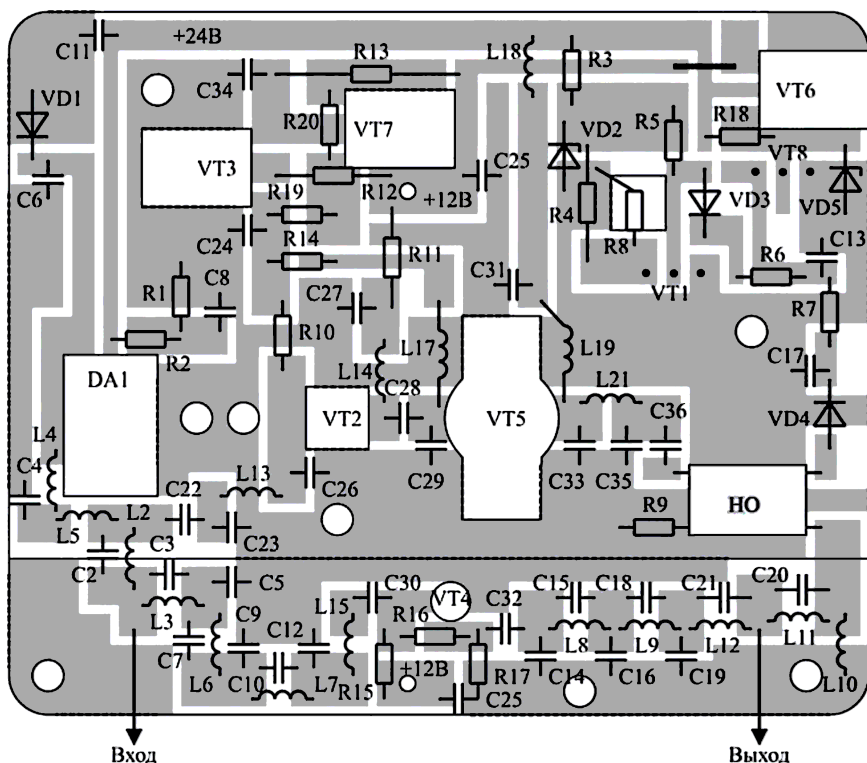 C11
+24В
C34
R13
L18
R3
VT6
VD1
R20
VT7
VD2
R5
R18
VT3
C25
VT8
C6
R19
R12
+12В
R4
VD3
VD5
C24
R14
R11
R8
C13
R1
C8
C27
C31
VT1
R6
R7
R2
R10
L14
L17
L19
C17
DA1
C28
L21
VD4
VT2
VT5
C36
L4
C4
L13
C22
C26
C29
C33
C35
R9
НО
L5
L2
C23
C2
C3
C5
C30
VT4
C15
C18
C21
C20
L3
C9
L15
R16
C32
C7
C12
L8
L9
L12
L11
L6
C10
L7
R15
+12В
C25
R17
C14
C16
C19
L10
Вход
Выход